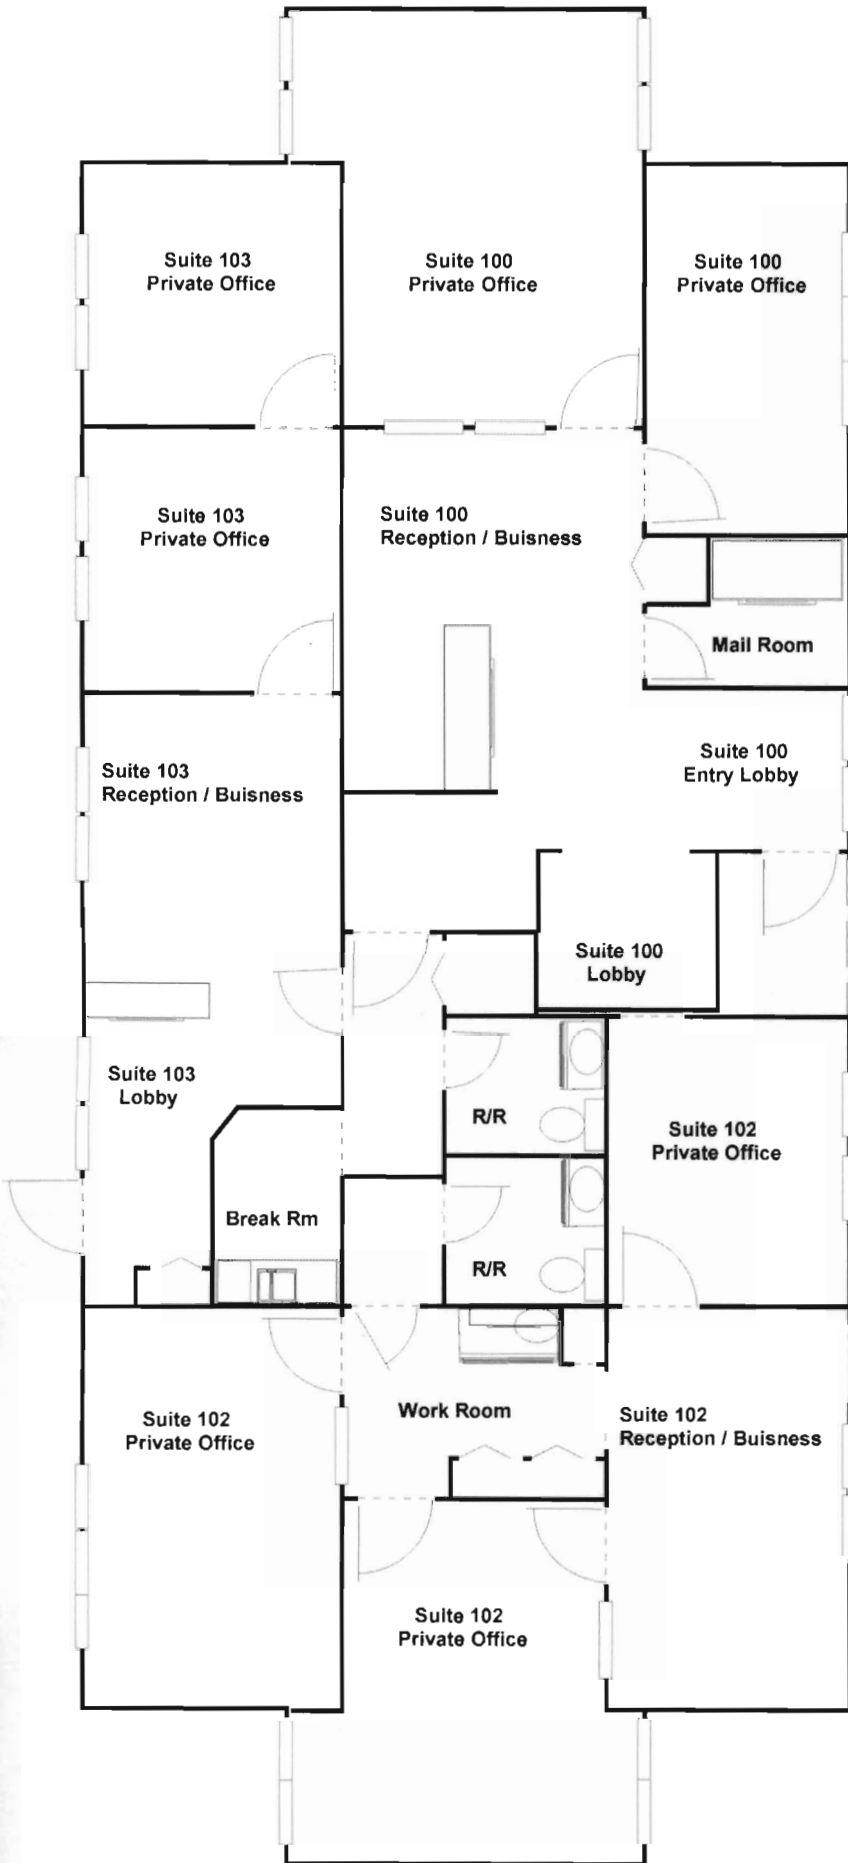 Suite 103
Private Office
Suite 100
Private Office
Suite 100
Private Office
Suite 103
Private Office
Suite 100
Reception / Buisness
Mail Room
Suite 103
Reception / Buisness
Suite 100
Entry Lobby
Suite 100
Lobby
Suite 103
Lobby
R/R
Suite 102
Private Office
Break Rm
R/R
Suite 102
Private Office
Work Room
Suite 102
Reception / Buisness
Suite 102
Private Office